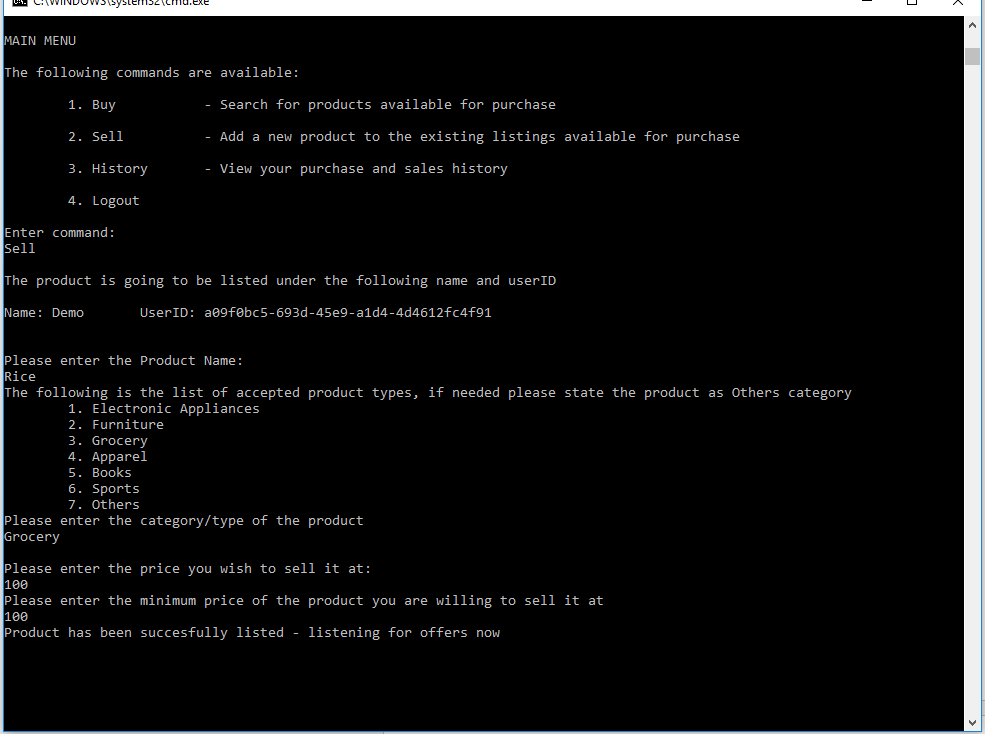 C:\WINDOWS\system32\cmd.exe
MAIN MENU
The following commands are available:
1. Buy - Search for products available for purchase
2. Sell - Add a new product to the existing listings available for purchase
3. History - View your purchase and sales history
4. Logout
Enter command:
Sell
The product is going to be listed under the following name and userID
Name: Demo UserID: a09f0bc5-693d-45e9-a1d4-4d4612fc4f91
Please enter the Product Name:
Rice
The following is the list of accepted product types, if needed please state the product as Others category
1. Electronic Appliances
2. Furniture
3. Grocery
4. Apparel
5. Books
6. Sports
7. Others
Please enter the category/type of the product
Grocery
Please enter the price you wish to sell it at:
100
Please enter the minimum price of the product you are willing to sell it at
100
Product has been succesfully listed - listening for offers now